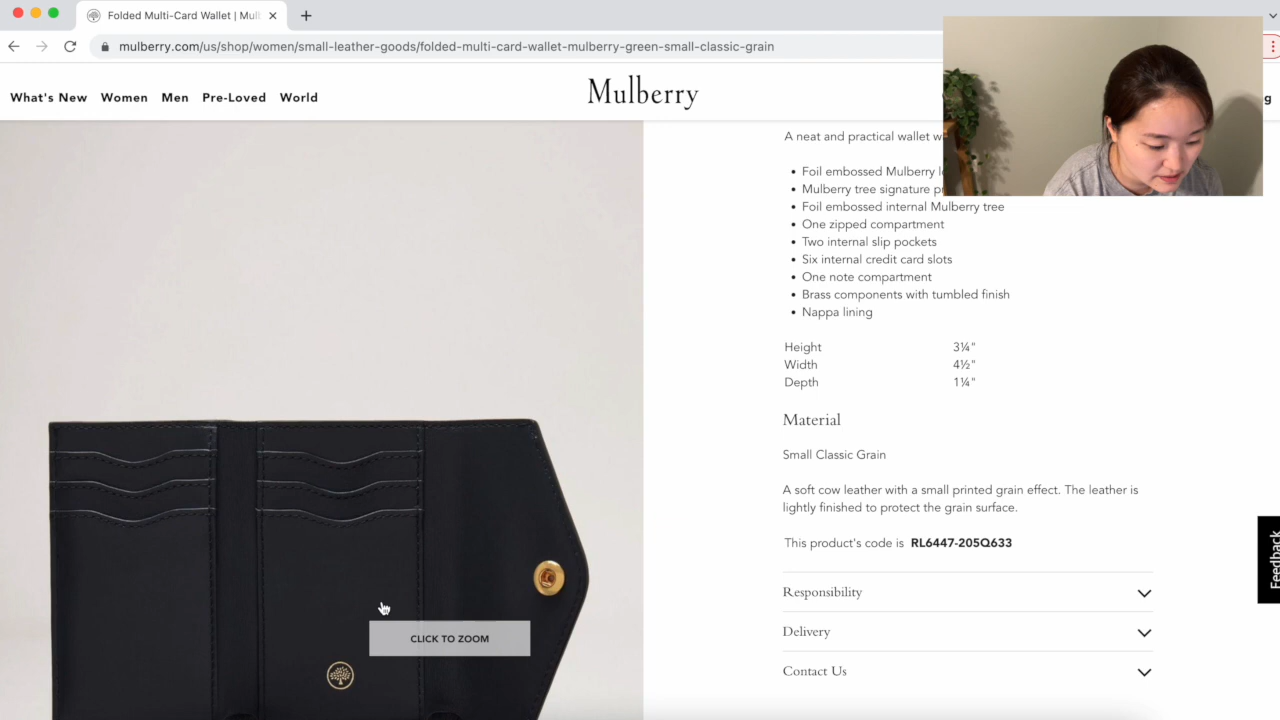 Folded Multi-Card Wallet | Mul
mulberry.com/us/shop/women/small-leather-goods/folded-multi-card-wallet-mulberry-green-small-classic-grain
What's New Women Men Pre-Loved World
Mulberry
g
A neat and practical wallet w
Foil embossed Mulberry l
Mulberry tree signature pr
Foil embossed internal Mulberry tree
One zipped compartment
Two internal slip pockets
Six internal credit card slots
One note compartment
Brass components with tumbled finish
Nappa lining
Height 3¼"
Width 4½"
Depth 1¼"
Material
Small Classic Grain
A soft cow leather with a small printed grain effect. The leather is
lightly finished to protect the grain surface.
This product's code is RL6447-205Q633
Responsibility
Delivery
Contact Us
CLICK TO ZOOM
Feedback